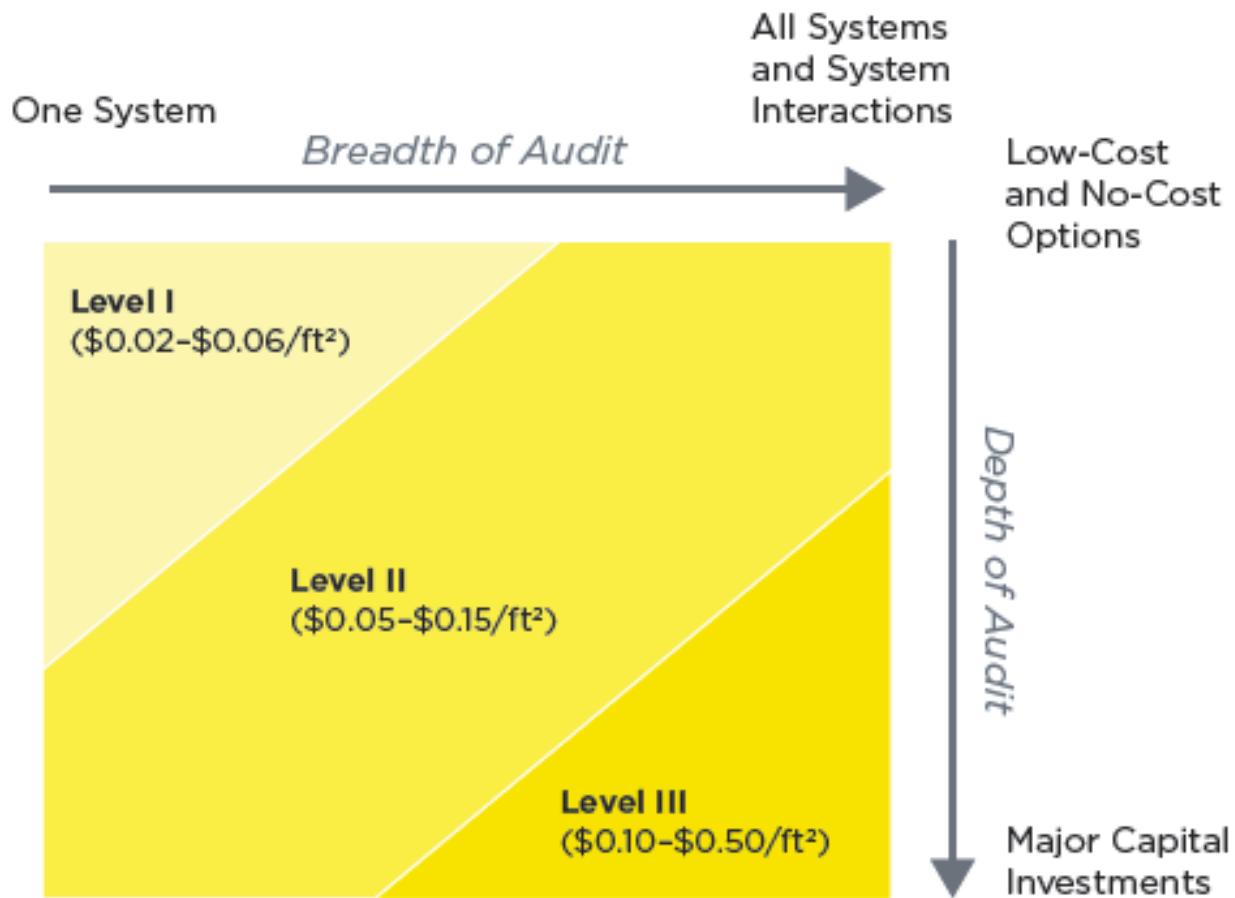 All Systems
and System
Interactions
One System
Breadth of Audit
Low-Cost
and No-Cost
Options
Level I
($0.02–$0.06/ft²)
Level II
($0.05–$0.15/ft²)
Depth of Audit
Level III
($0.10–$0.50/ft²)
Major Capital
Investments